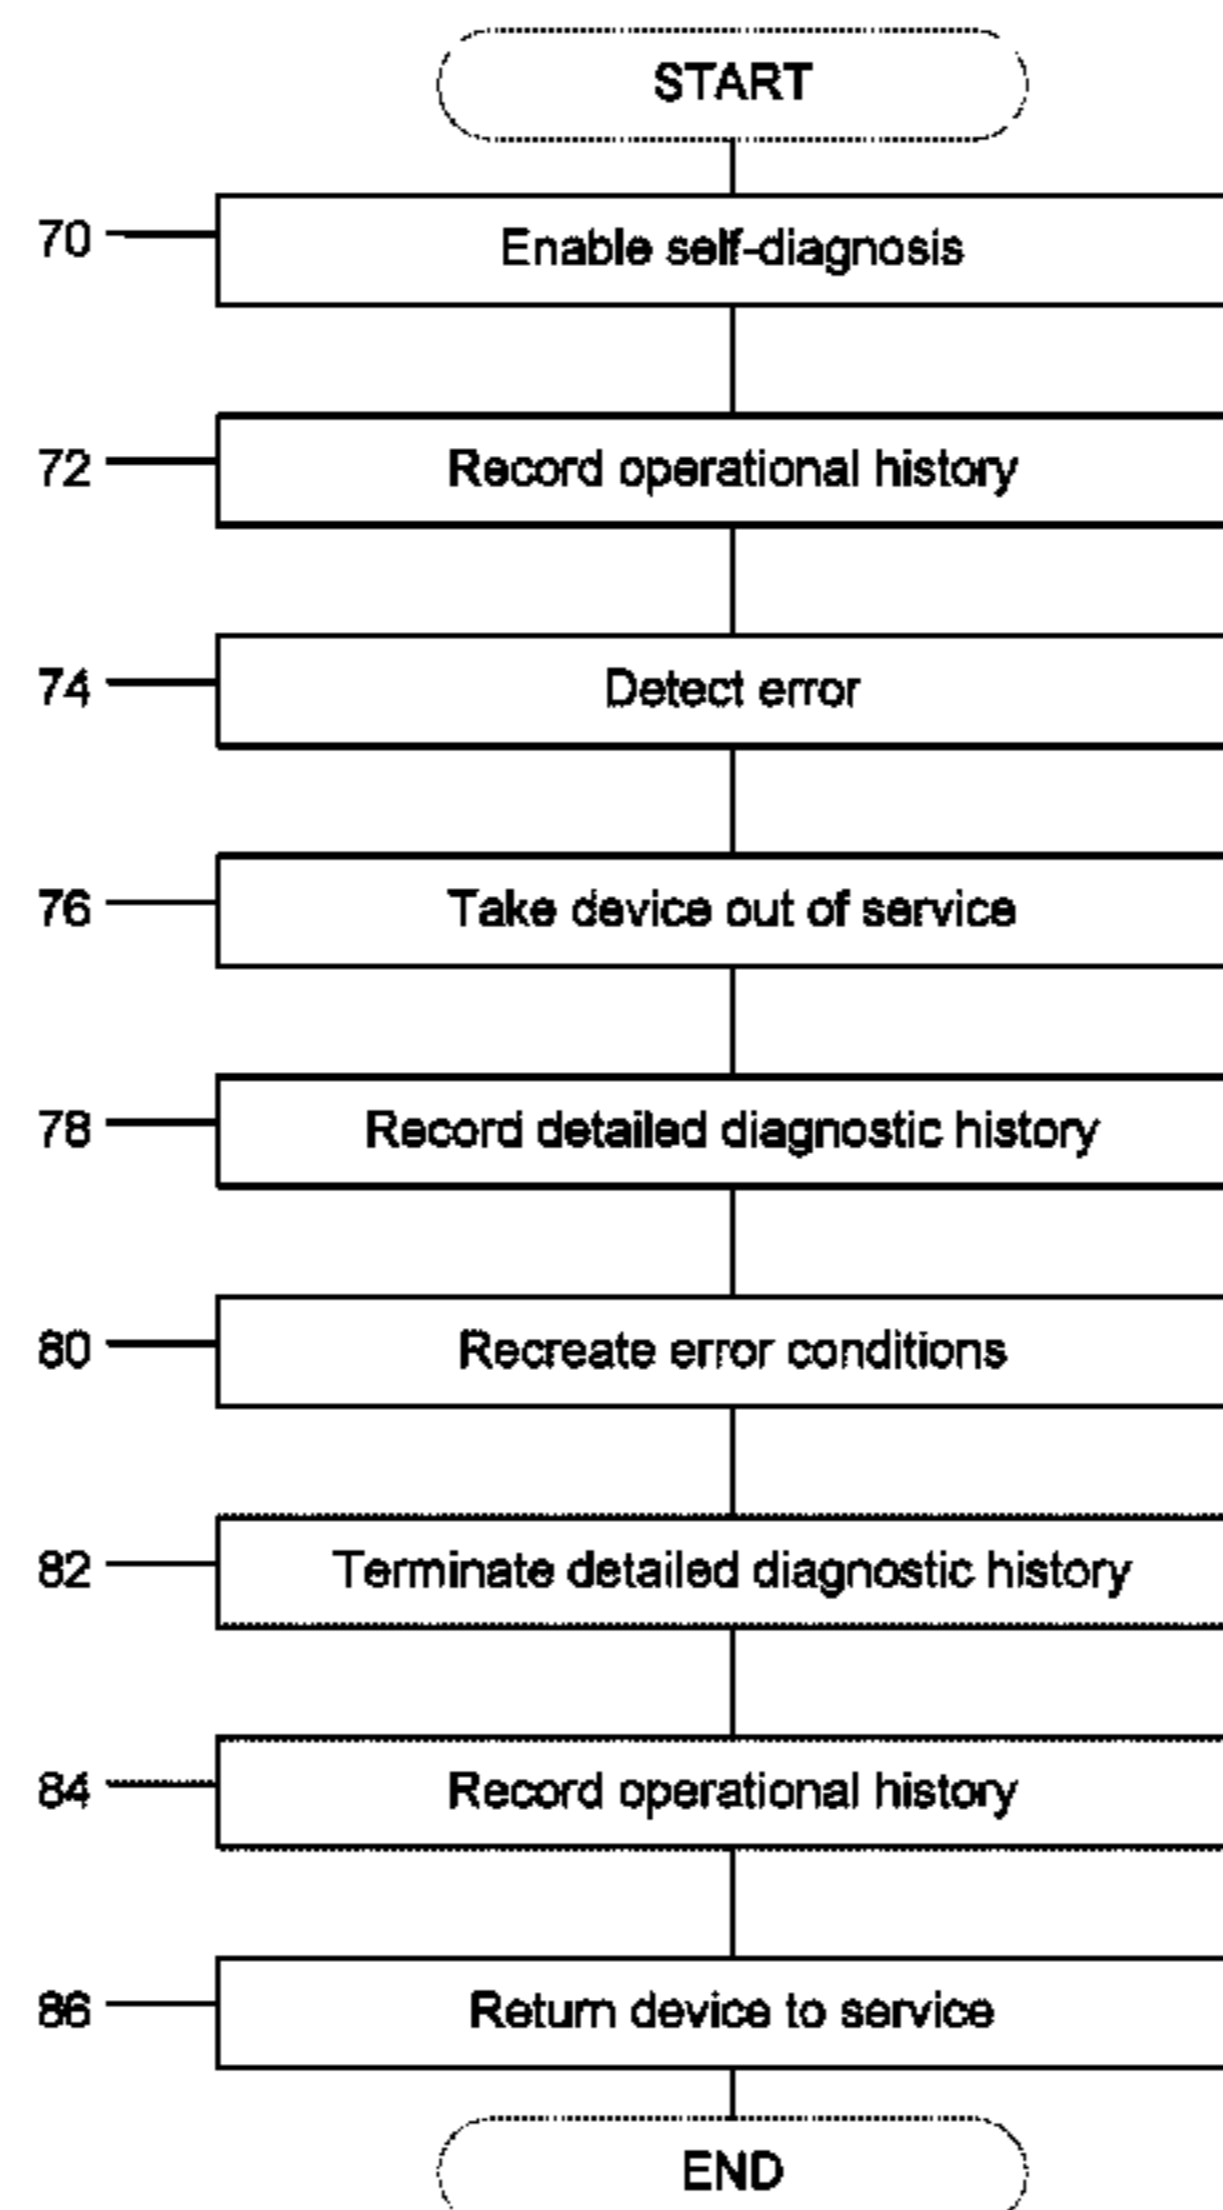 START
70 Enable self-diagnosis
72 Record operational history
74 Detect error
76 Take device out of service
78 Record detailed diagnostic history
80 Recreate error conditions
82 Terminate detailed diagnostic history
84 Record operational history
86 Return device to service
END